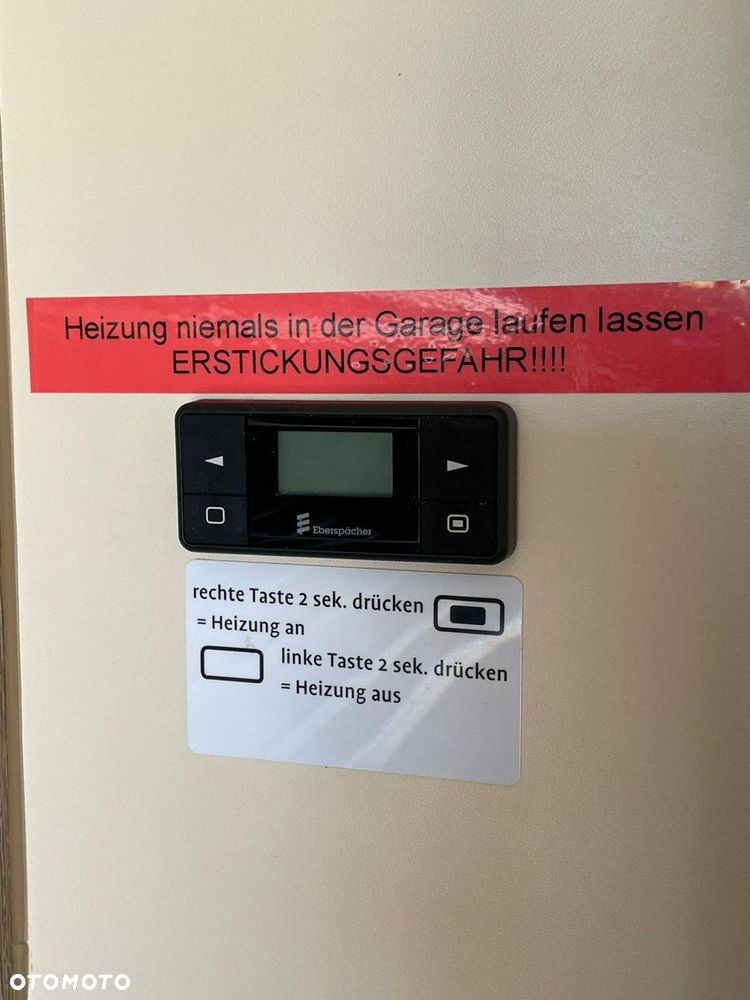 Heizung niemals in der Garage laufen lassen
ERSTICKUNGSGEFAHR!!!!
Eberspächer
rechte Taste 2 sek. drücken
= Heizung an
linke Taste 2 sek. drücken
= Heizung aus
OTOMOTO